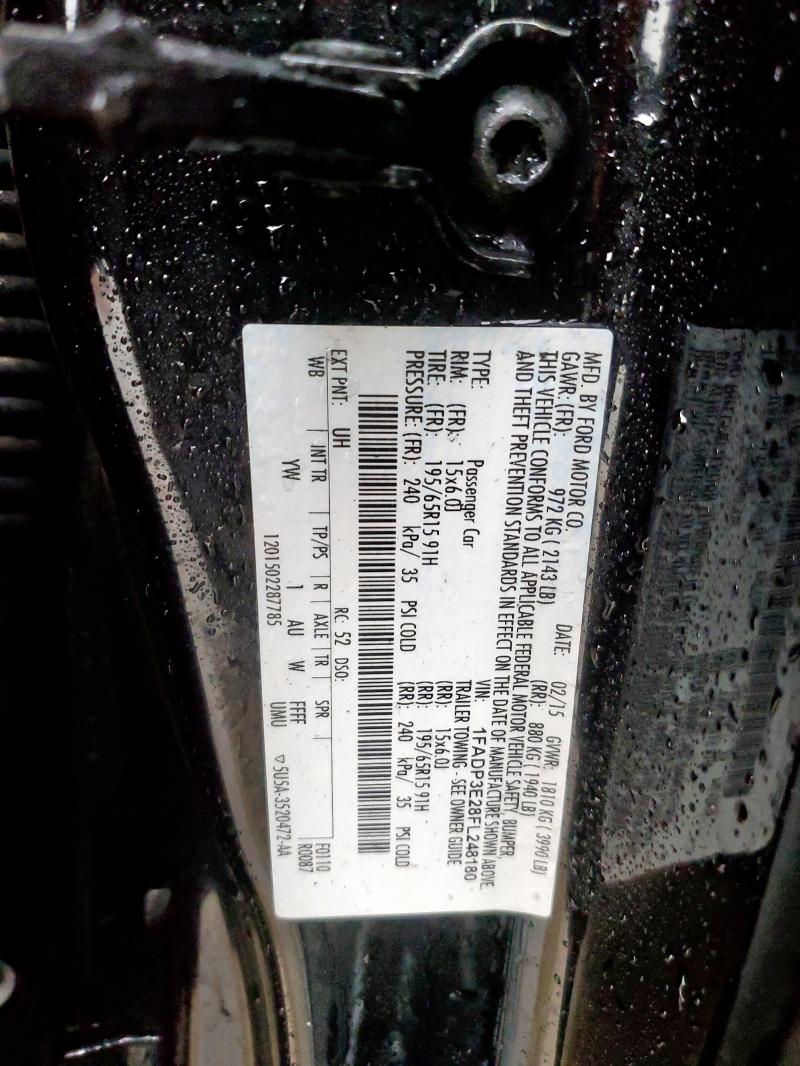 MFD. BY FORD MOTOR CO. DATE: 02/15 GVWR: 1810 KG ( 3990 LB)
GAWR: (FR): 972 KG ( 2143 LB) (RR): 880 KG ( 1940 LB)
THIS VEHICLE CONFORMS TO ALL APPLICABLE FEDERAL MOTOR VEHICLE SAFETY, BUMPER,
AND THEFT PREVENTION STANDARDS IN EFFECT ON THE DATE OF MANUFACTURE SHOWN ABOVE.
VIN: 1FADP3E28FL248180
TYPE: Passenger Car TRAILER TOWING - SEE OWNER GUIDE
RIM: (FR): 15x6.0J (RR): 15x6.0J
TIRE: (FR): 195/65R15 91H (RR): 195/65R15 91H
PRESSURE: (FR): 240 kPa/ 35 PSI COLD (RR): 240 kPa/ 35 PSI COLD
EXT PNT: UH RC: 52 DSO: F0110
WB INT TR TP/PS R AXLE TR SPR R0087
YW I AU W FFFF
UMU
1201502287785 ▽5U5A-3520472-AA